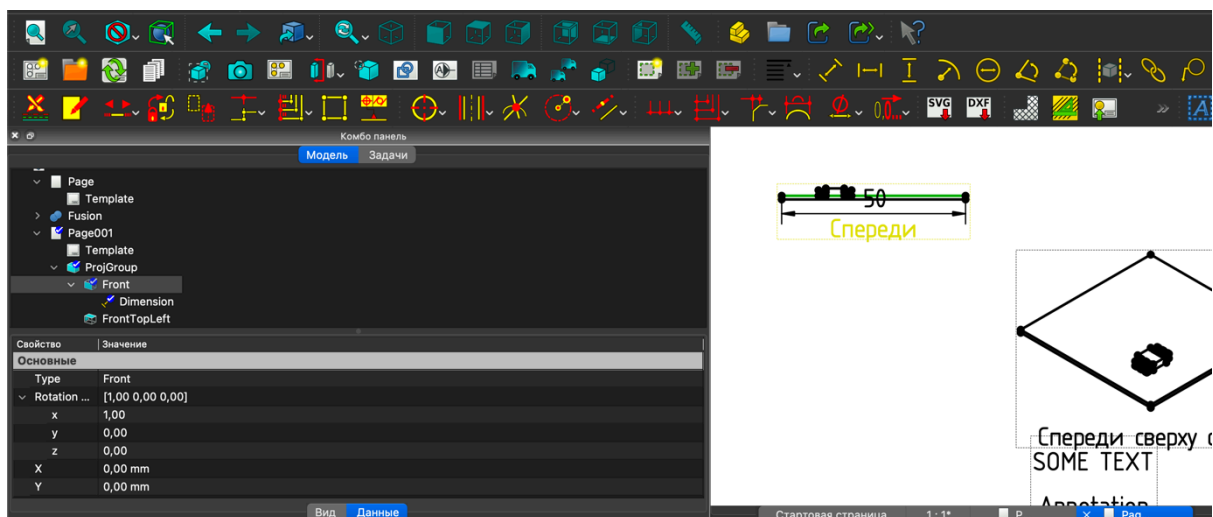 SVG DXF A
Комбо панель
Модель Задачи
Page
Template
Fusion
Page001
Template
ProjGroup
Front
Dimension
FrontTopLeft
Свойство Значение
Основные
Type Front
Rotation ... [1,00 0,00 0,00]
x 1,00
y 0,00
z 0,00
X 0,00 mm
Y 0,00 mm
Вид Данные
50
Спереди
Спереди сверху
SOME TEXT
Annotation
Стартовая страница 1 : 1* P Pag